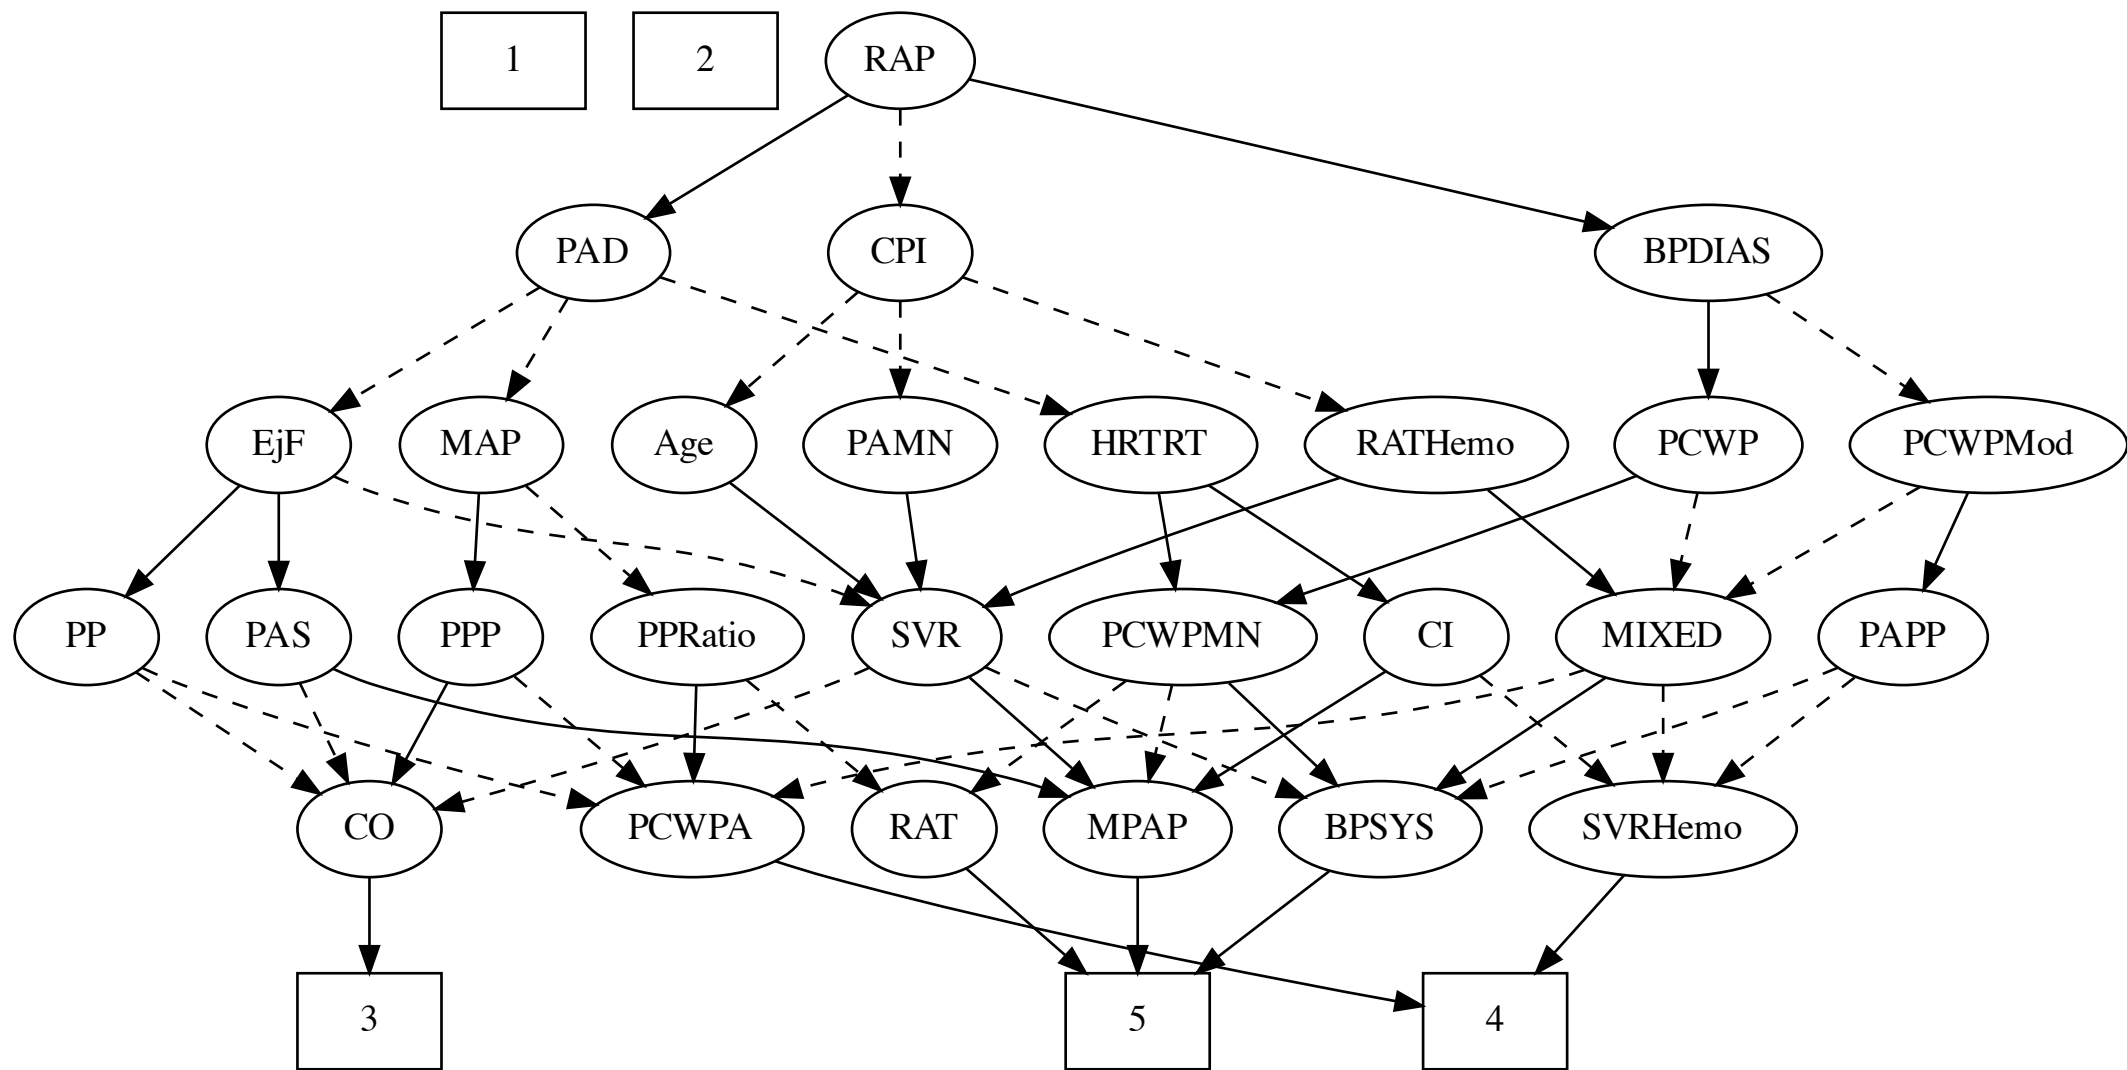 1
2
RAP
PAD
CPI
BPDIAS
EjF
MAP
Age
PAMN
HRTRT
RATHemo
PCWP
PCWPMod
PP
PAS
PPP
PPRatio
SVR
PCWPMN
CI
MIXED
PAPP
CO
PCWPA
RAT
MPAP
BPSYS
SVRHemo
3
5
4